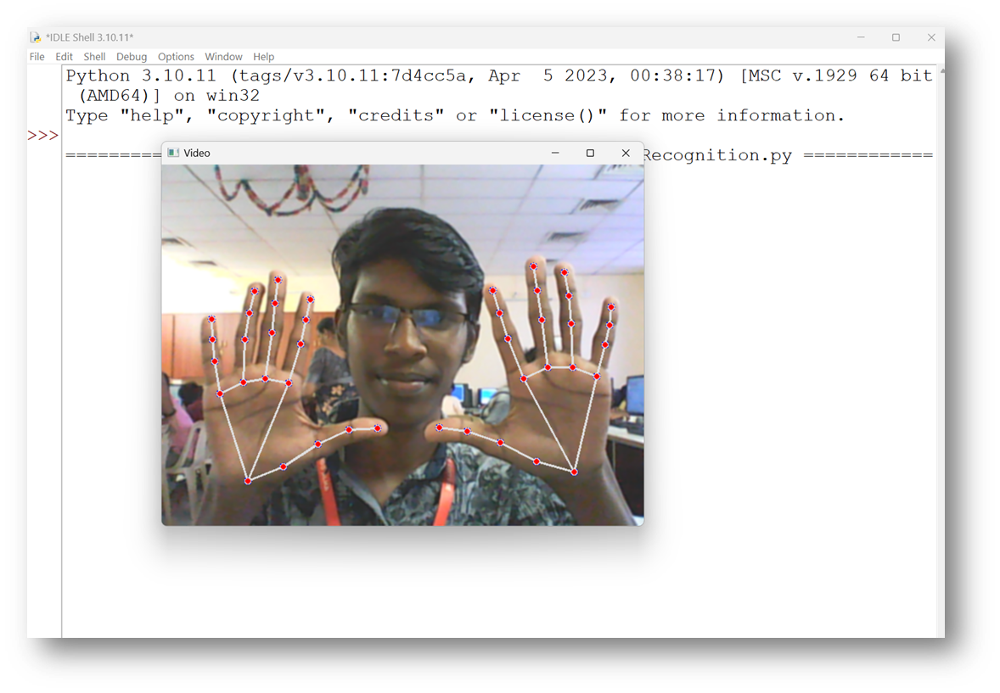 *IDLE Shell 3.10.11*
File Edit Shell Debug Options Window Help
Python 3.10.11 (tags/v3.10.11:7d4cc5a, Apr  5 2023, 00:38:17) [MSC v.1929 64 bit
(AMD64)] on win32
Type "help", "copyright", "credits" or "license()" for more information.
>>>
========== Recognition.py ============
Video